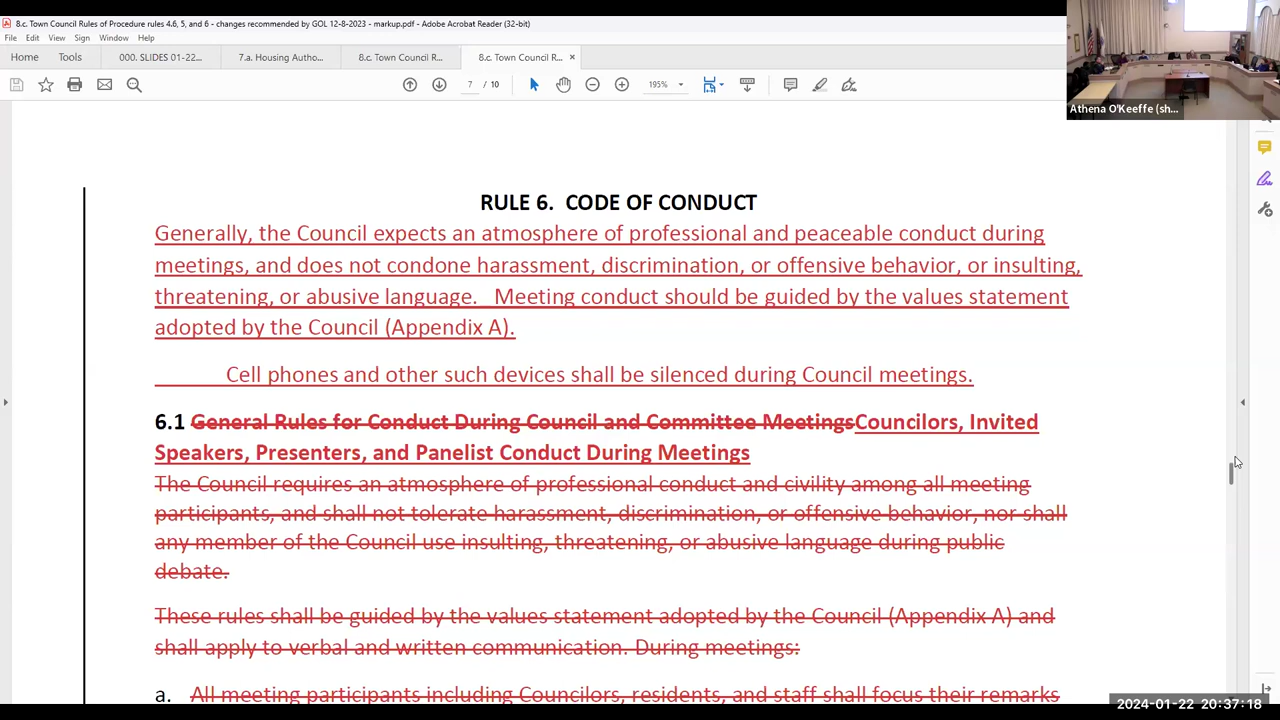 8.c. Town Council Rules of Procedure rules 4.6, 5, and 6 - changes recommended by GOL 12-8-2023 - markup.pdf - Adobe Acrobat Reader (32-bit)
File Edit View Sign Window Help
Home Tools 000. SLIDES 01-22... 7.a. Housing Autho... 8.c. Town Council R... 8.c. Town Council R... ×
7 / 10 195%
Athena O'Keeffe (sh...
RULE 6. CODE OF CONDUCT
Generally, the Council expects an atmosphere of professional and peaceable conduct during
meetings, and does not condone harassment, discrimination, or offensive behavior, or insulting,
threatening, or abusive language. Meeting conduct should be guided by the values statement
adopted by the Council (Appendix A).
Cell phones and other such devices shall be silenced during Council meetings.
6.1 General Rules for Conduct During Council and Committee MeetingsCouncilors, Invited
Speakers, Presenters, and Panelist Conduct During Meetings
The Council requires an atmosphere of professional conduct and civility among all meeting
participants, and shall not tolerate harassment, discrimination, or offensive behavior, nor shall
any member of the Council use insulting, threatening, or abusive language during public
debate.
These rules shall be guided by the values statement adopted by the Council (Appendix A) and
shall apply to verbal and written communication. During meetings:
a. All meeting participants including Councilors, residents, and staff shall focus their remarks
2024-01-22 20:37:18